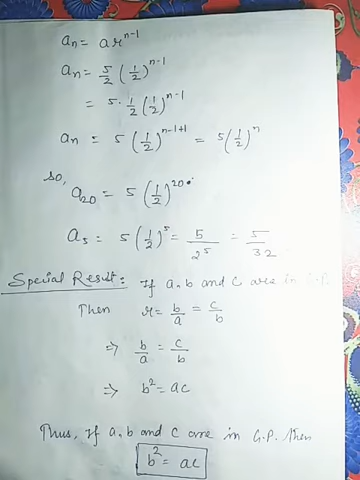 aₙ = arⁿ⁻¹
aₙ = 5/2 (1/2)ⁿ⁻¹
= 5 · 1/2 (1/2)ⁿ⁻¹
aₙ = 5 (1/2)ⁿ⁻¹⁺¹ = 5(1/2)ⁿ
so,
a₂₀ = 5 (1/2)²⁰.
a₅ = 5 (1/2)⁵ = 5/2⁵ = 5/32
Special Result: If a, b and c are in G.P.
Then r = b/a = c/b
⇒ b/a = c/b
⇒ b² = ac
Thus, If a, b and c are in G.P. then
b² = ac